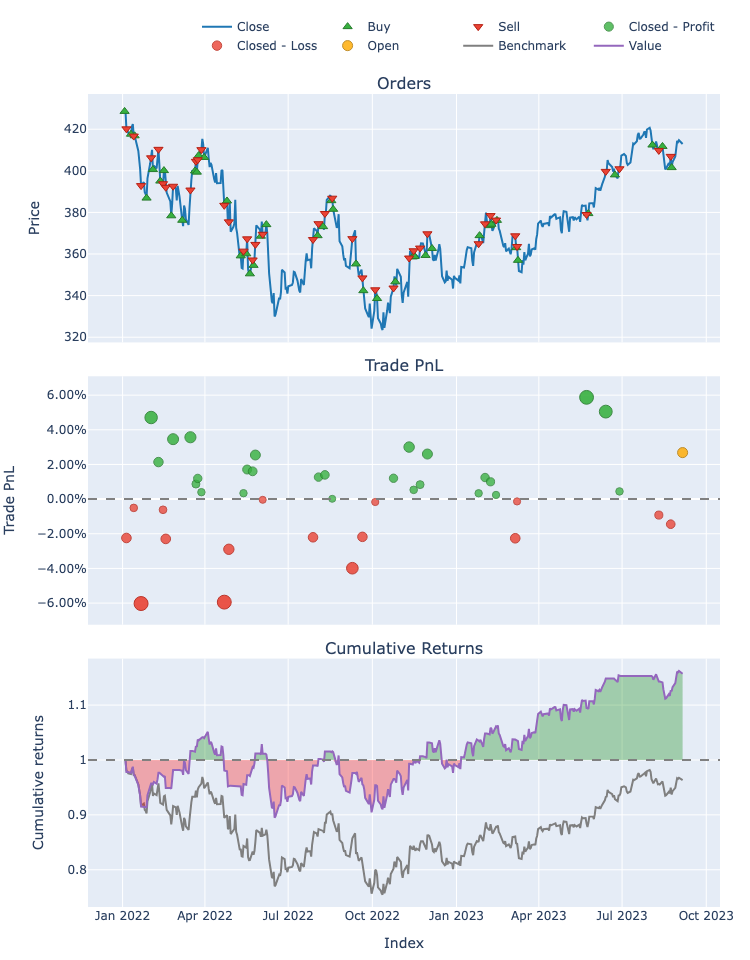 Close Buy Sell Closed - Profit
Closed - Loss Open Benchmark Value
Orders
420
400
380
360
340
320
Price
Trade PnL
6.00%
4.00%
2.00%
0.00%
−2.00%
−4.00%
−6.00%
Trade PnL
Cumulative Returns
1.1
1
0.9
0.8
Cumulative returns
Jan 2022 Apr 2022 Jul 2022 Oct 2022 Jan 2023 Apr 2023 Jul 2023 Oct 2023
Index